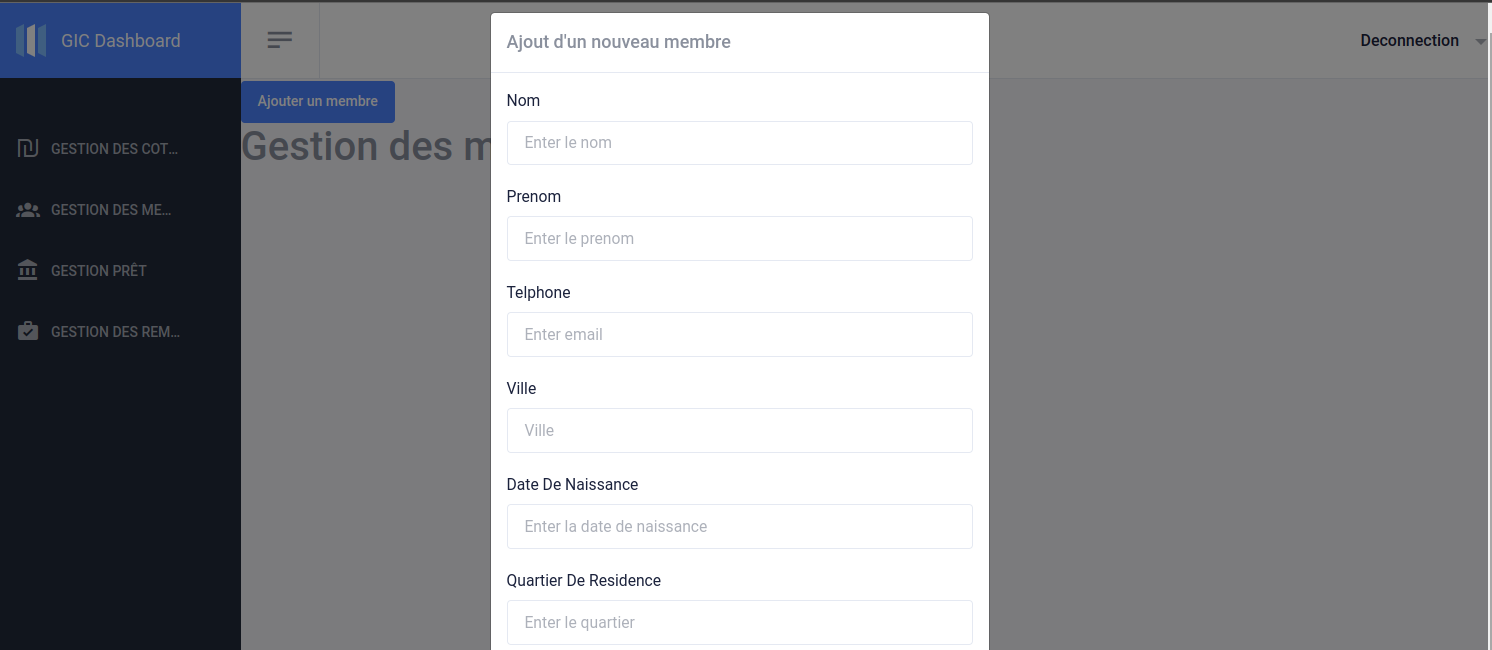 GIC Dashboard
Deconnection
Ajouter un membre
Gestion des m
GESTION DES COT...
GESTION DES ME...
GESTION PRÊT
GESTION DES REM...
Ajout d'un nouveau membre
Nom
Enter le nom
Prenom
Enter le prenom
Telphone
Enter email
Ville
Ville
Date De Naissance
Enter la date de naissance
Quartier De Residence
Enter le quartier